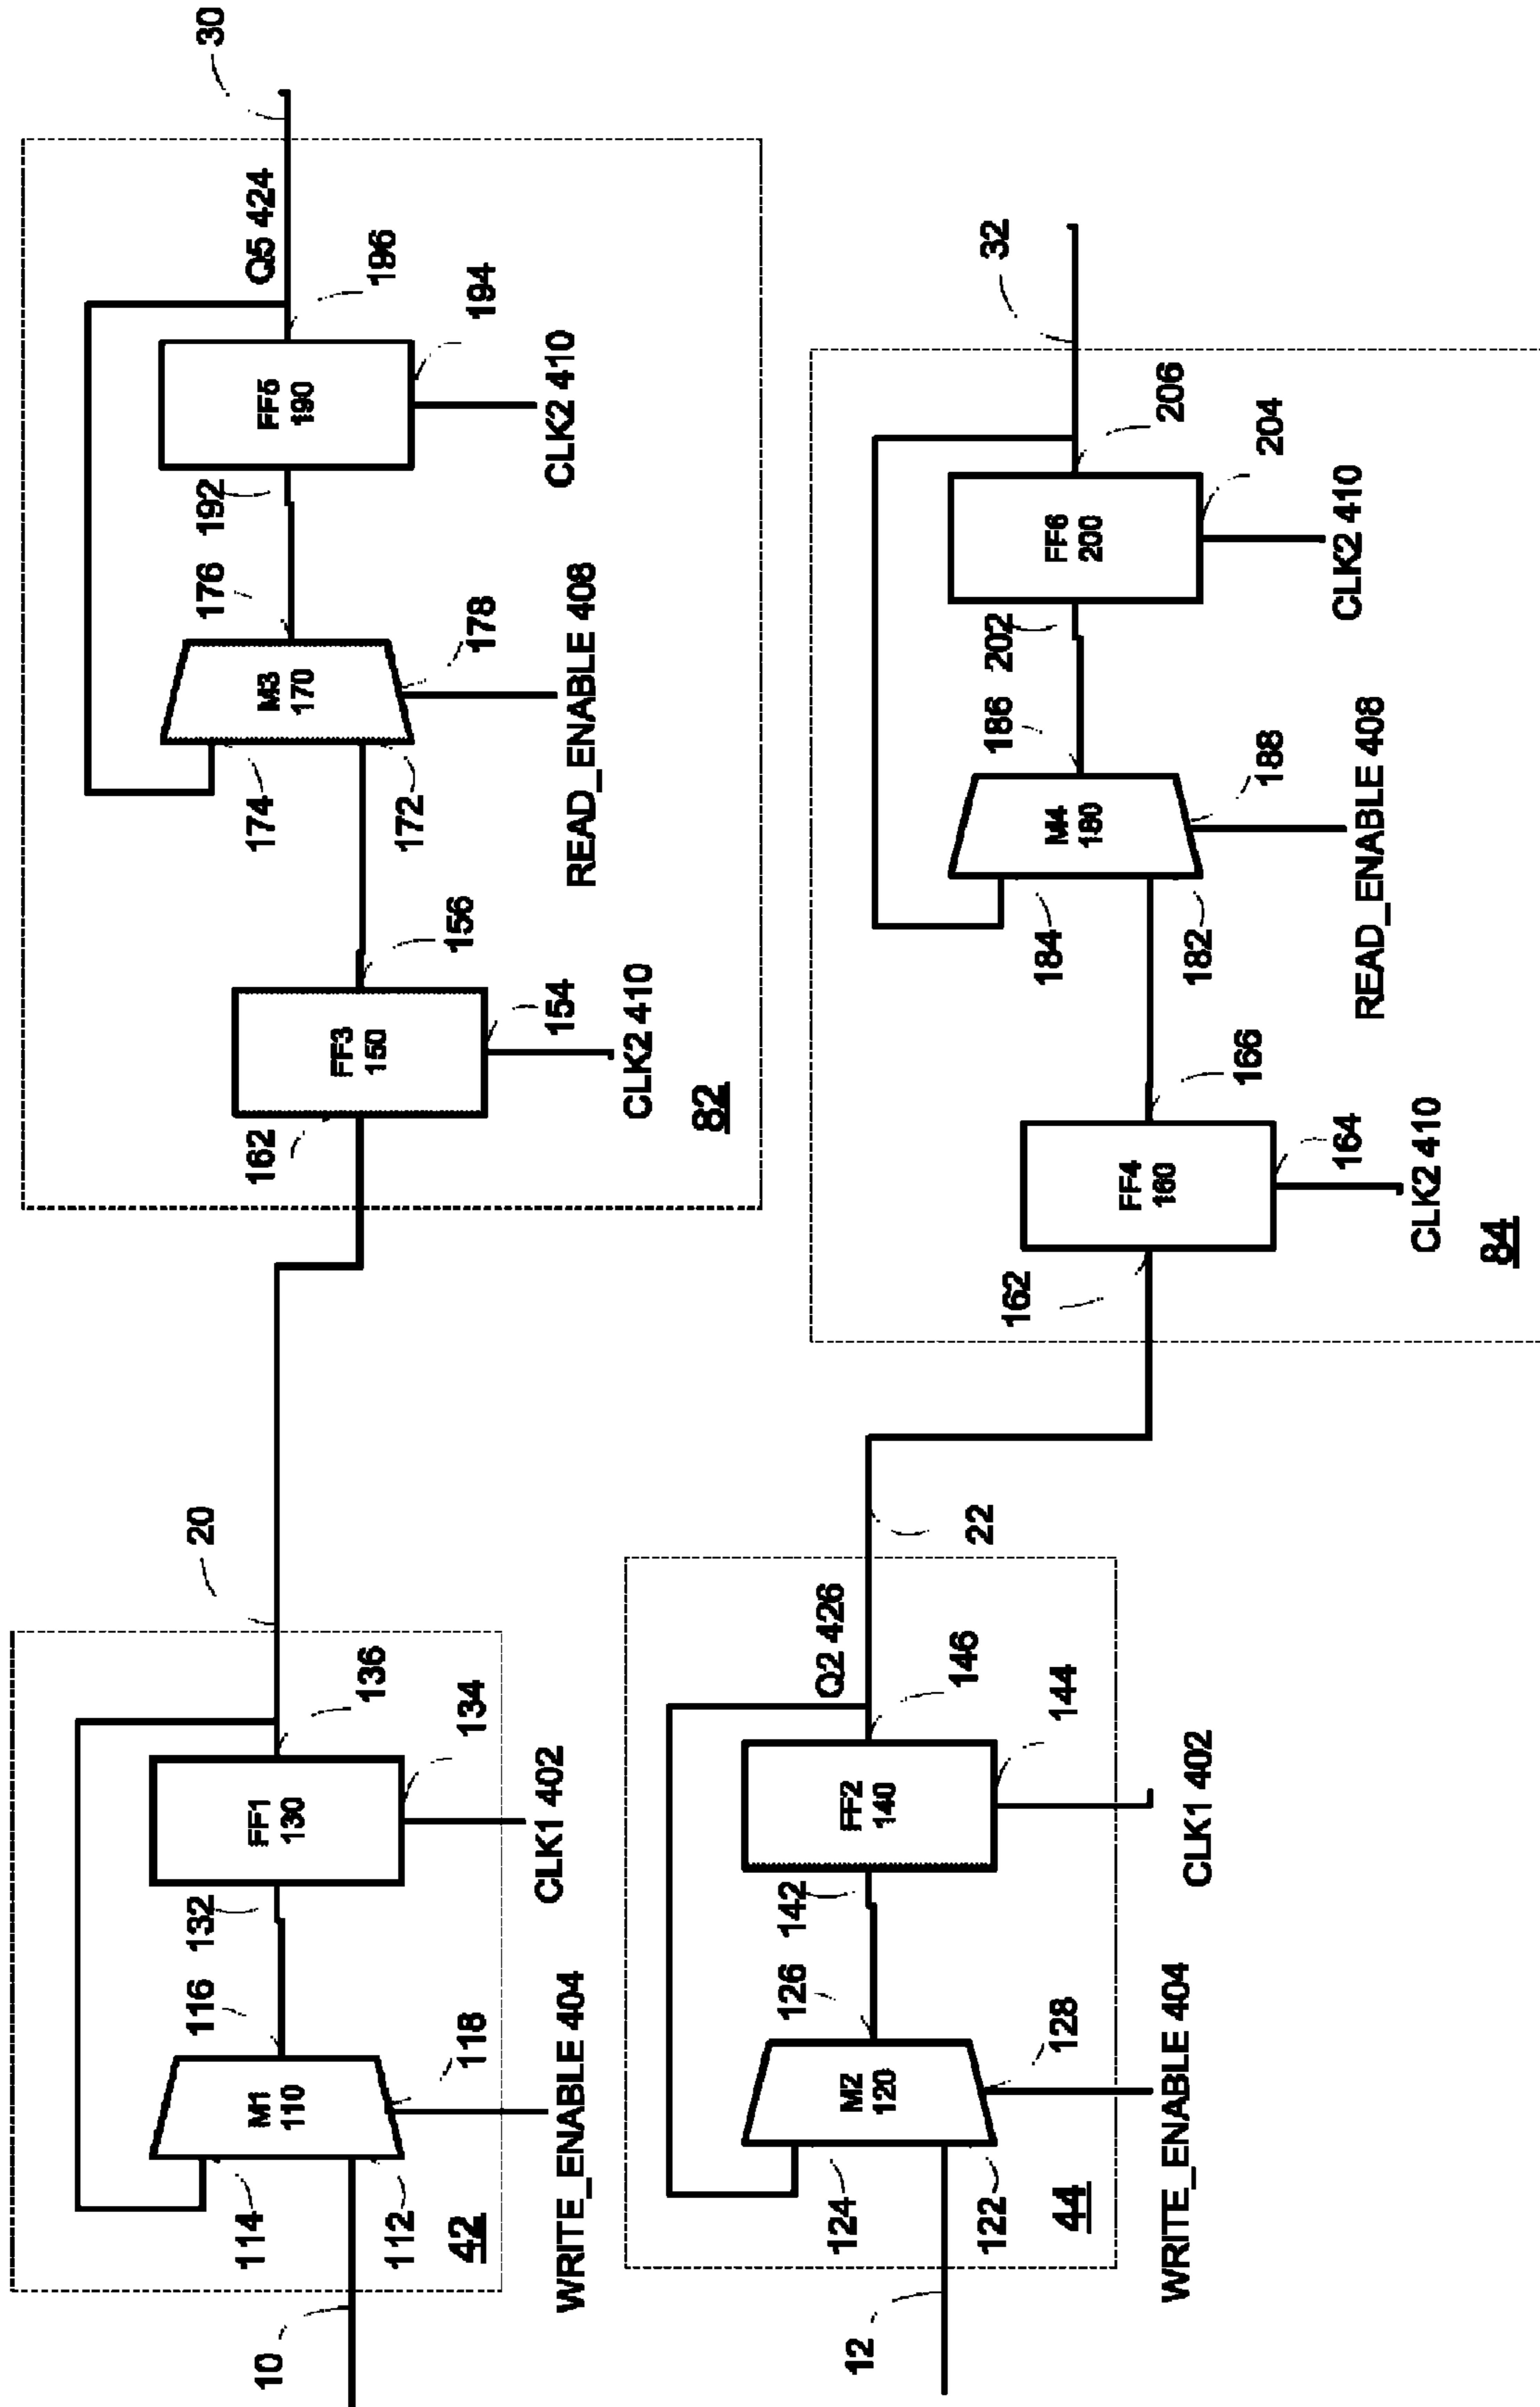 10
114
112
42
M1
110
WRITE_ENABLE 404
116
118
132
FF1
130
CLK1 402
136
134
20
162
FF3
150
CLK2 410
82
156
154
174
172
M3
170
READ_ENABLE 408
176
178
192
FF5
190
CLK2 410
Q5 424
196
194
30
12
124
122
44
M2
120
WRITE_ENABLE 404
126
128
142
FF2
140
CLK1 402
Q2 426
146
144
22
162
FF4
160
CLK2 410
84
166
164
184
182
M4
180
READ_ENABLE 408
186
188
202
FF6
200
CLK2 410
206
204
32